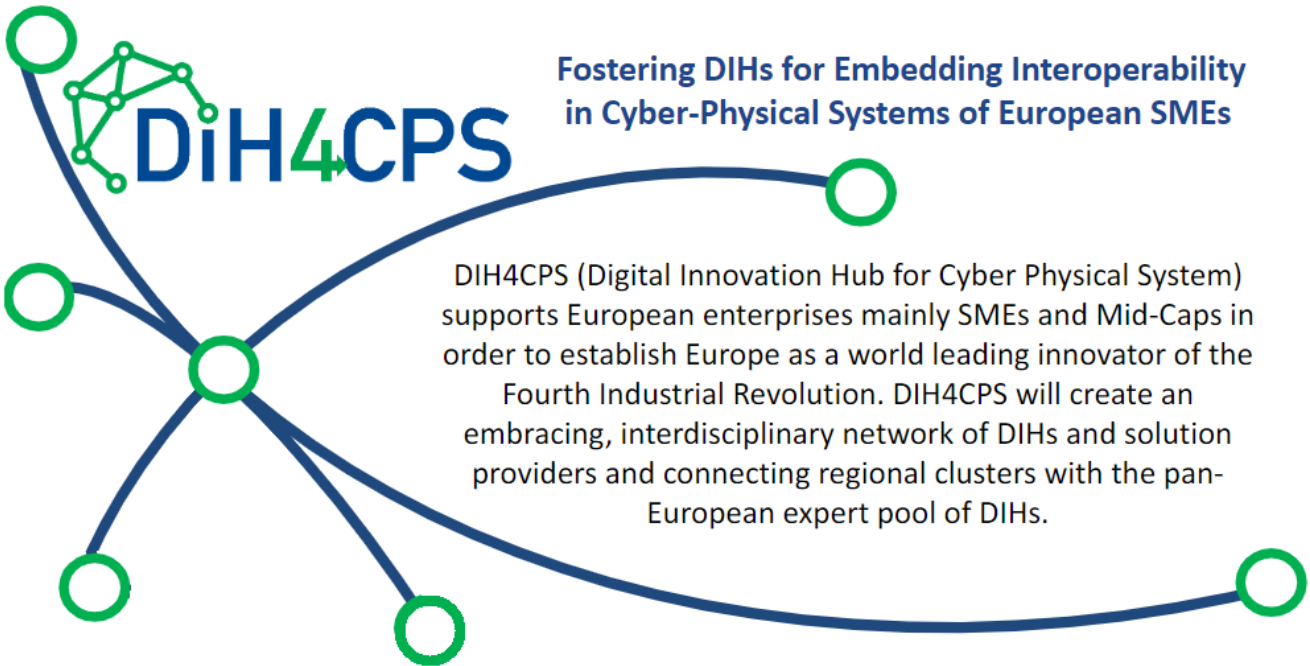 DiH4CPS
Fostering DIHs for Embedding Interoperability
in Cyber-Physical Systems of European SMEs
DIH4CPS (Digital Innovation Hub for Cyber Physical System)
supports European enterprises mainly SMEs and Mid-Caps in
order to establish Europe as a world leading innovator of the
Fourth Industrial Revolution. DIH4CPS will create an
embracing, interdisciplinary network of DIHs and solution
providers and connecting regional clusters with the pan-
European expert pool of DIHs.